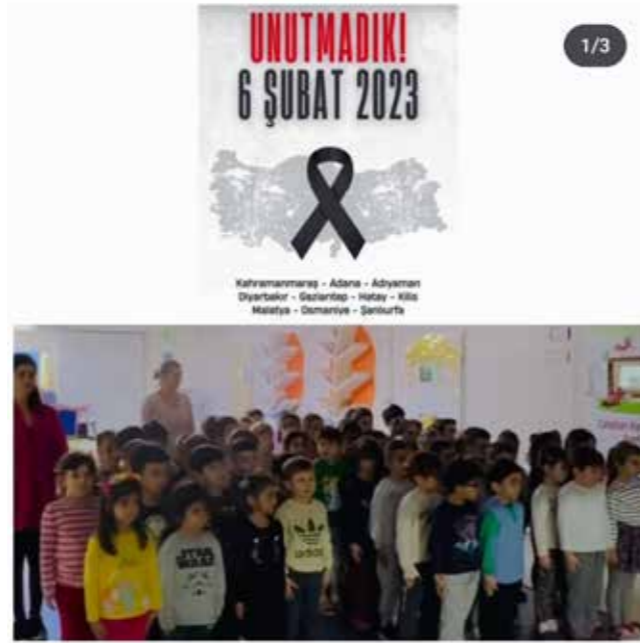 1/3
UNUTMADIK!
6 ŞUBAT 2023
Kahramanmaraş - Adana - Adıyaman
Diyarbakır - Gaziantep - Hatay - Kilis
Malatya - Osmaniye - Şanlıurfa
STAR
WARS
adidas